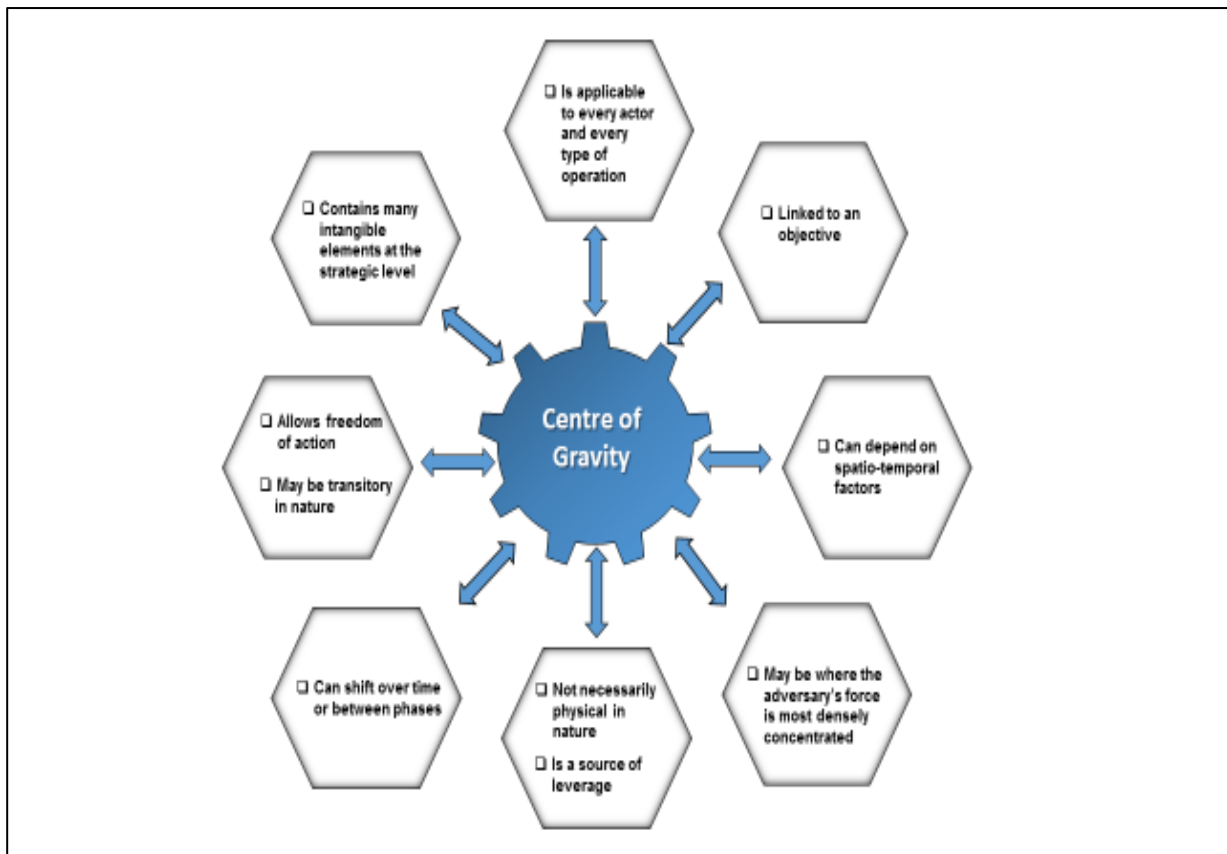 ❑ Is applicable
to every actor
and every
type of
operation
❑ Linked to an
objective
❑ Can depend on
spatio-temporal
factors
❑ May be where the
adversary's force
is most densely
concentrated
❑ Not necessarily
physical in
nature
❑ Is a source of
leverage
❑ Can shift over time
or between phases
❑ Allows freedom
of action
❑ May be transitory
in nature
❑ Contains many
intangible
elements at the
strategic level
Centre of
Gravity